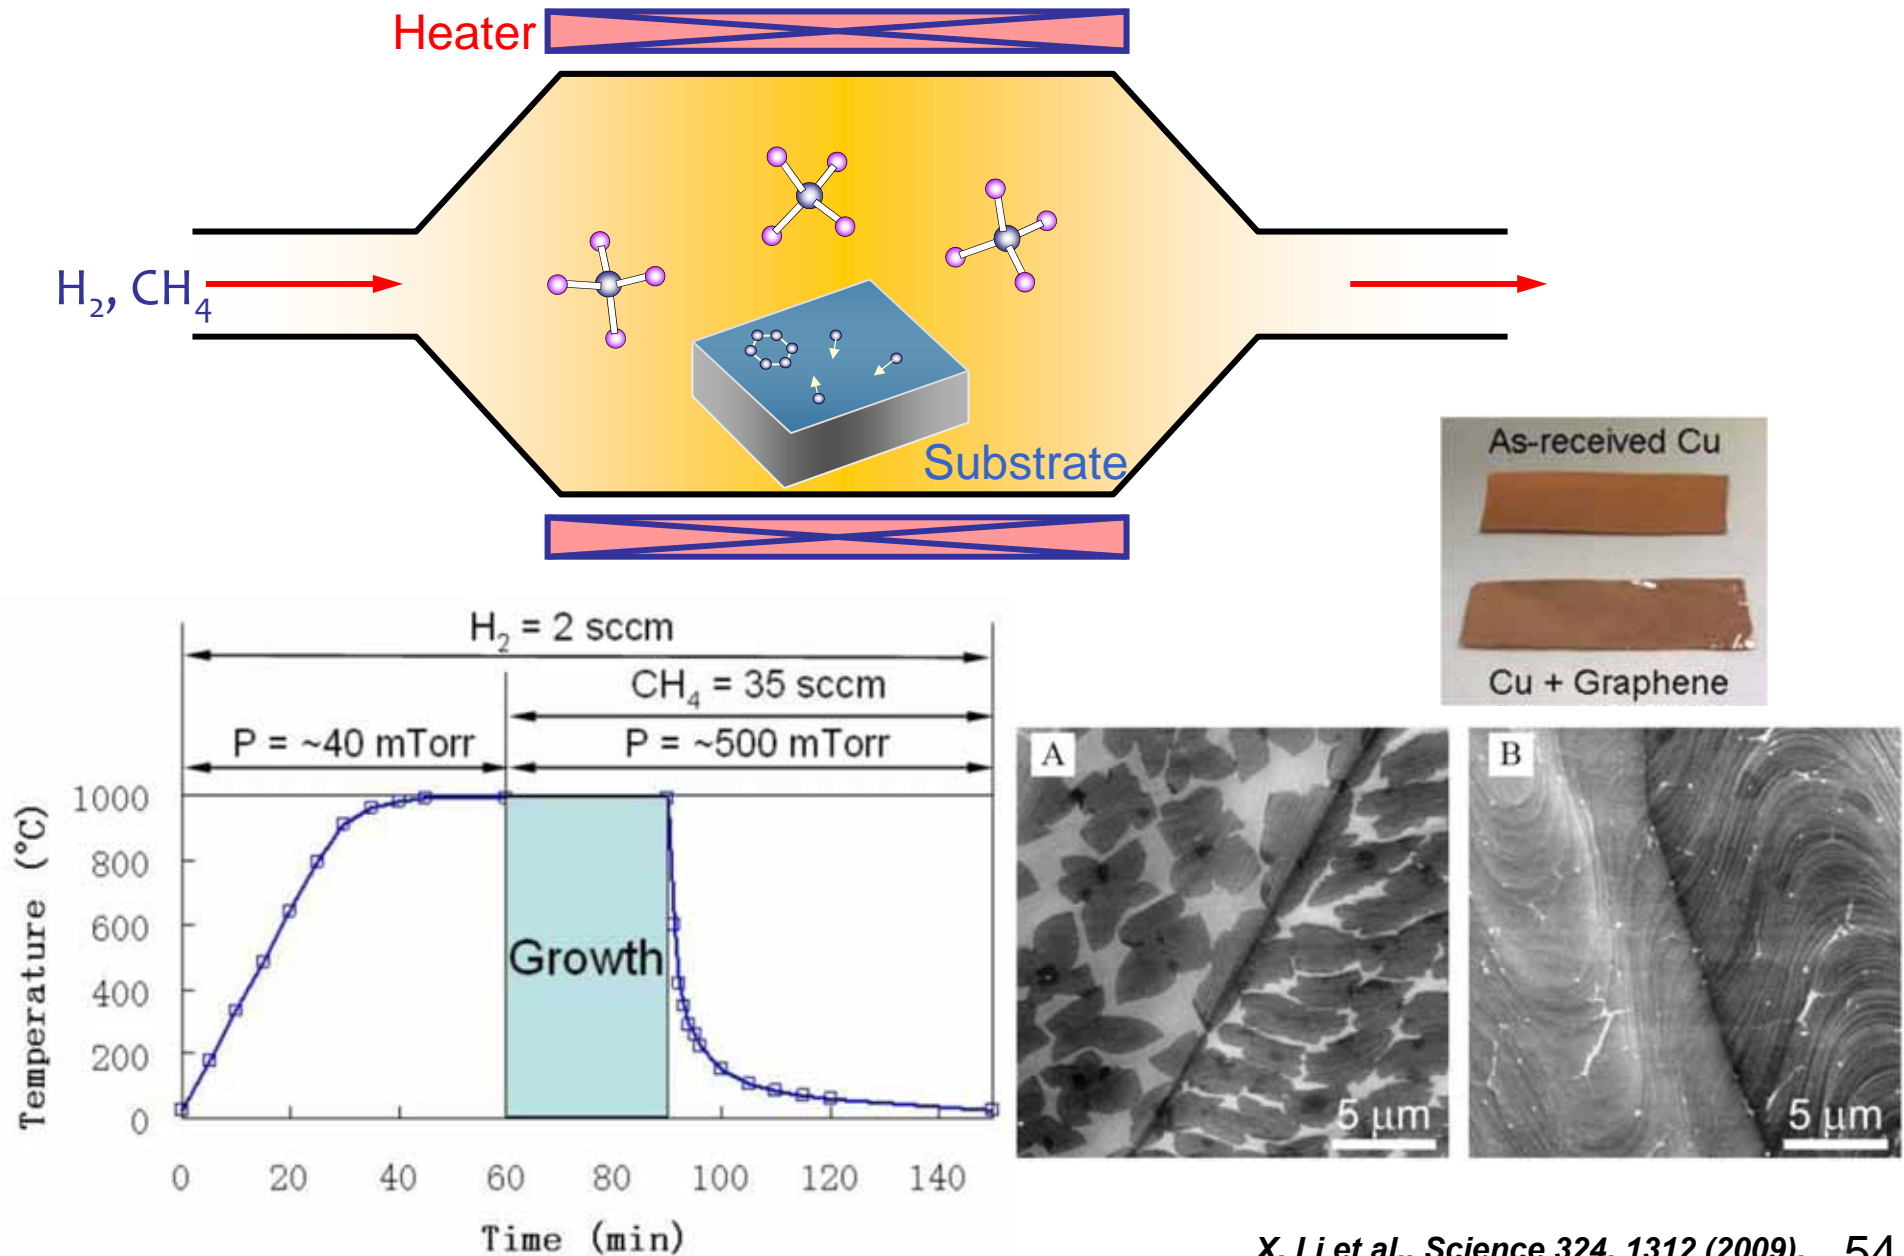 Heater
H₂, CH₄
Substrate
As-received Cu
Cu + Graphene
H₂ = 2 sccm
CH₄ = 35 sccm
P = ~40 mTorr
P = ~500 mTorr
Temperature (°C)
1000
800
600
400
200
0
Growth
0 20 40 60 80 100 120 140
Time (min)
A
5 μm
B
5 μm
X. Li et al., Science 324, 1312 (2009).
54